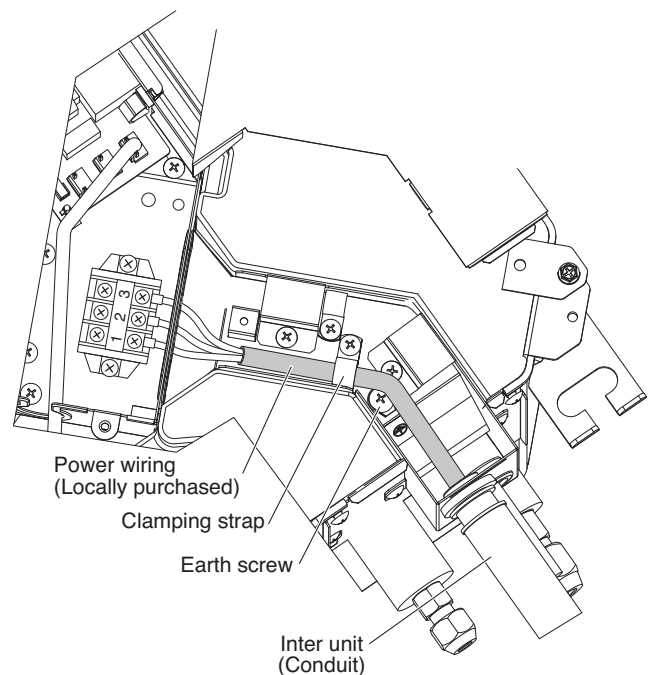 3
2
1
Power wiring
(Locally purchased)
Clamping strap
Earth screw
Inter unit
(Conduit)